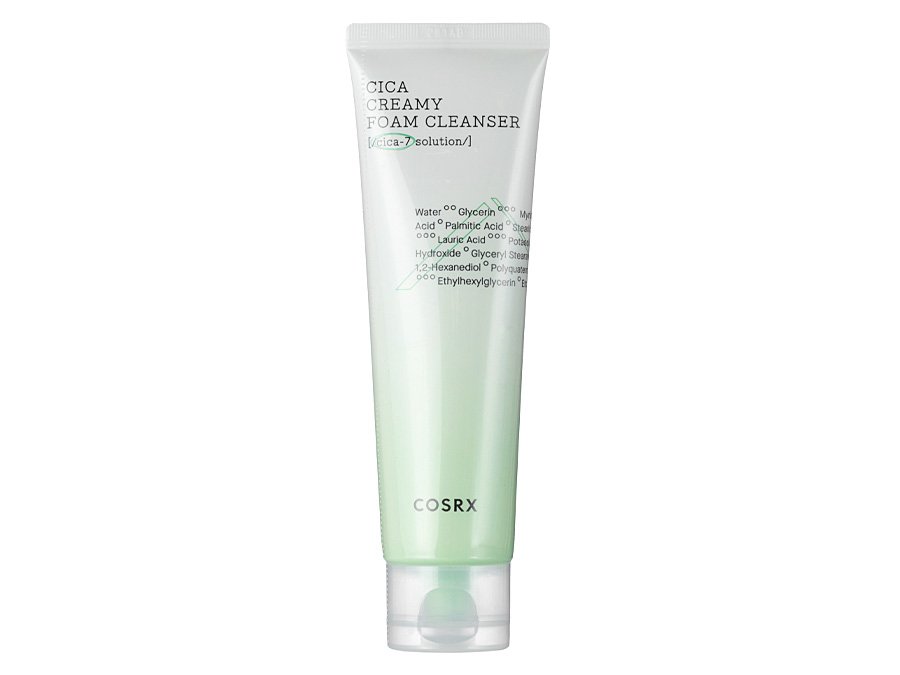 CICA
CREAMY
FOAM CLEANSER
[/cica-7 solution/]
Water °° Glycerin °°°
Acid ° Palmitic Acid °
°°° Lauric Acid °°°
Hydroxide ° Glyceryl
1,2-Hexanediol °
°°° Ethylhexylglycerin °
COSRX